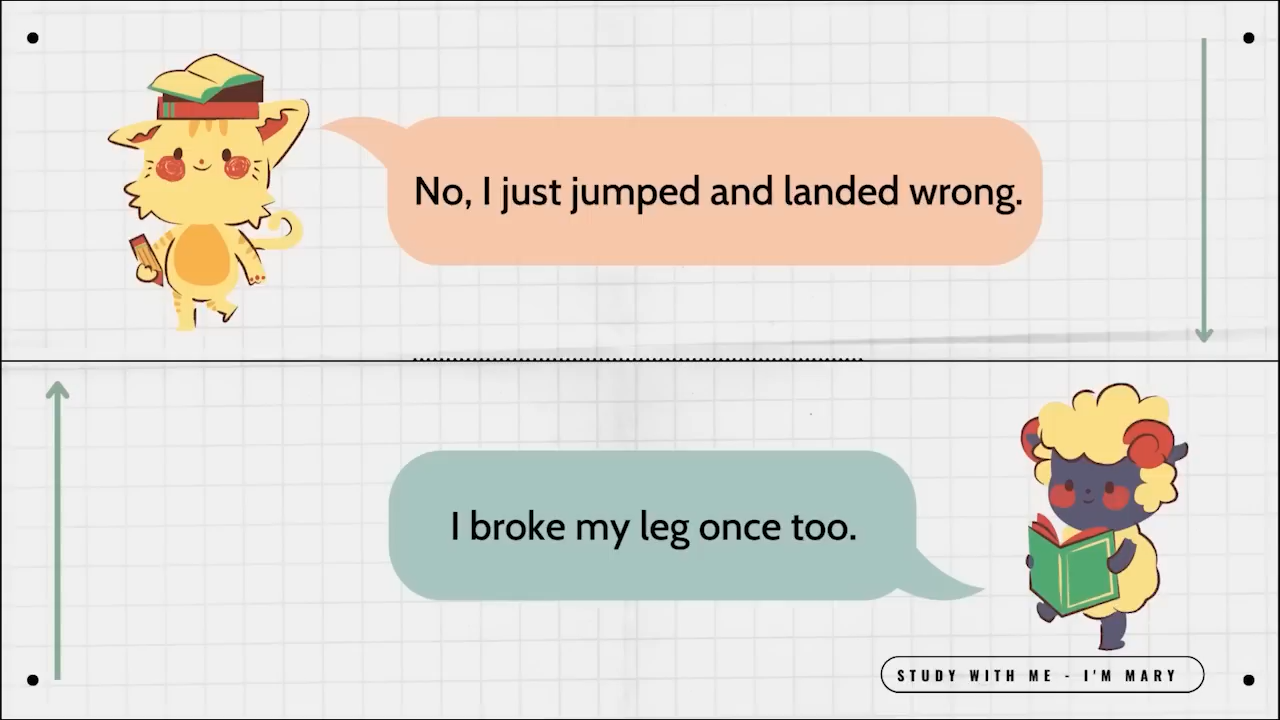 No, I just jumped and landed wrong.
I broke my leg once too.
STUDY WITH ME - I'M MARY